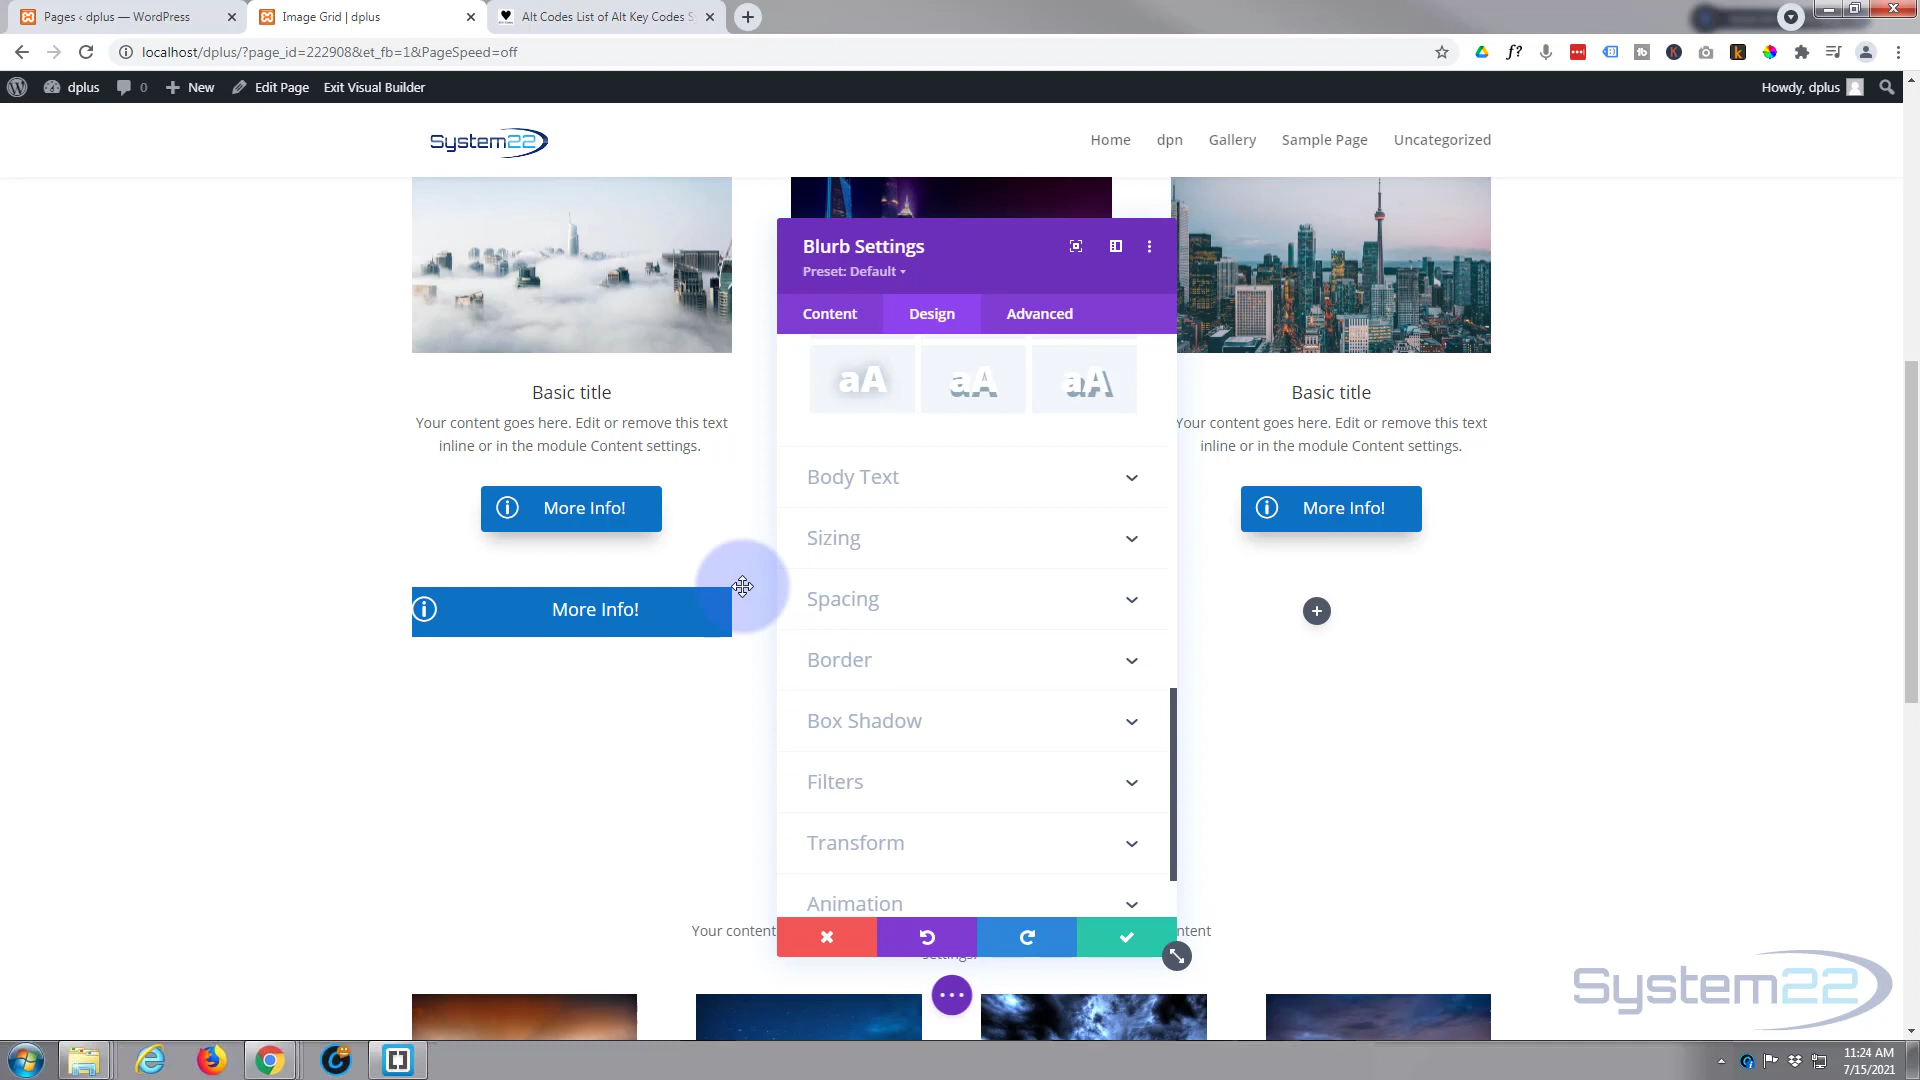 Pages ‹ dplus — WordPress
Image Grid | dplus
Alt Codes List of Alt Key Codes S
localhost/dplus/?page_id=222908&et_fb=1&PageSpeed=off
dplus
0
New
Edit Page
Exit Visual Builder
Howdy, dplus
System22
Home
dpn
Gallery
Sample Page
Uncategorized
Blurb Settings
Preset: Default
Content
Design
Advanced
aA
aA
aA
Body Text
Sizing
Spacing
Border
Box Shadow
Filters
Transform
Animation
Basic title
Your content goes here. Edit or remove this text
inline or in the module Content settings.
More Info!
Basic title
Your content goes here. Edit or remove this text
inline or in the module Content settings.
More Info!
More Info!
Your content
ntent
settings.
System22
11:24 AM
7/15/2021